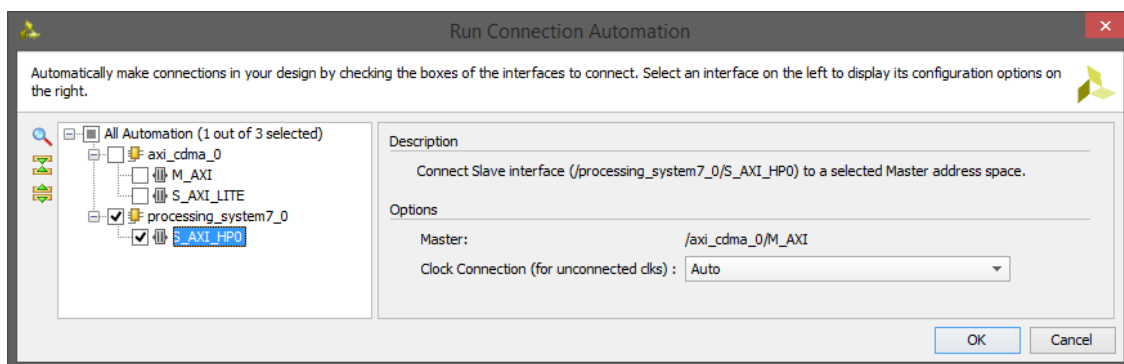 Run Connection Automation
Automatically make connections in your design by checking the boxes of the interfaces to connect. Select an interface on the left to display its configuration options on
the right.
All Automation (1 out of 3 selected)
axi_cdma_0
M_AXI
S_AXI_LITE
processing_system7_0
S_AXI_HP0
Description
Connect Slave interface (/processing_system7_0/S_AXI_HP0) to a selected Master address space.
Options
Master: /axi_cdma_0/M_AXI
Clock Connection (for unconnected clks) : Auto
OK Cancel